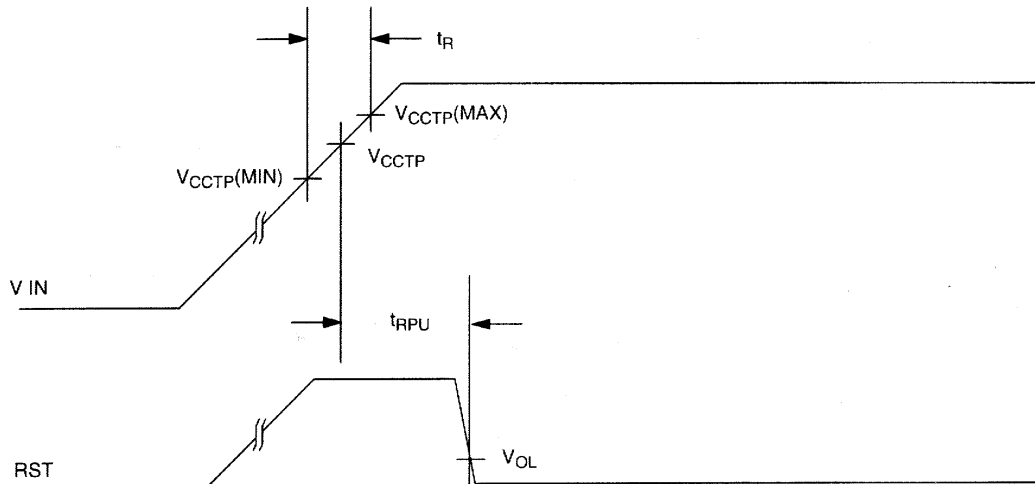 tR
VCCTP(MAX)
VCCTP
VCCTP(MIN)
V IN
tRPU
VOL
RST